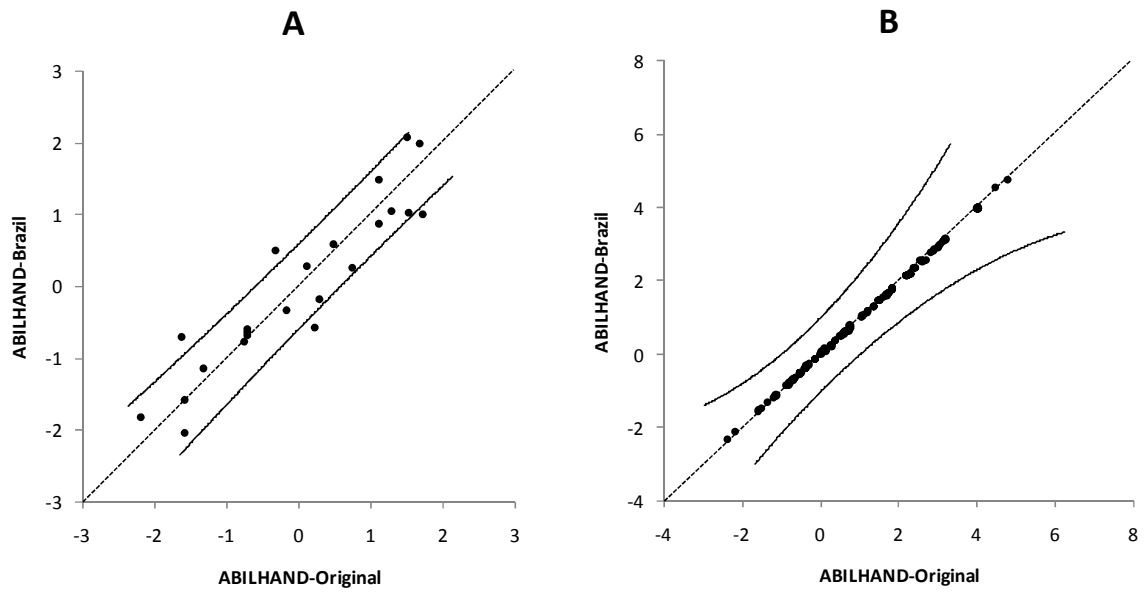 A
3
2
1
0
-1
-2
-3
-3 -2 -1 0 1 2 3
ABILHAND-Brazil
ABILHAND-Original
B
8
6
4
2
0
-2
-4
-4 -2 0 2 4 6 8
ABILHAND-Brazil
ABILHAND-Original